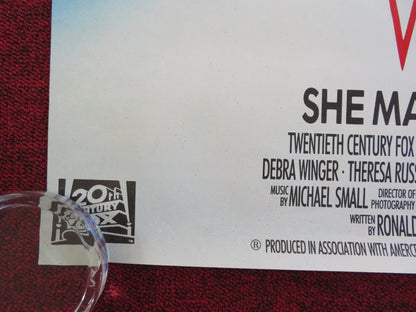 SHE MA
TWENTIETH CENTURY FOX
DEBRA WINGER · THERESA RUSS
MUSIC BY MICHAEL SMALL DIRECTOR OF PHOTOGRAPHY
WRITTEN BY RONALD
® PRODUCED IN ASSOCIATION WITH AMERCE
20th
CENTURY
FOX